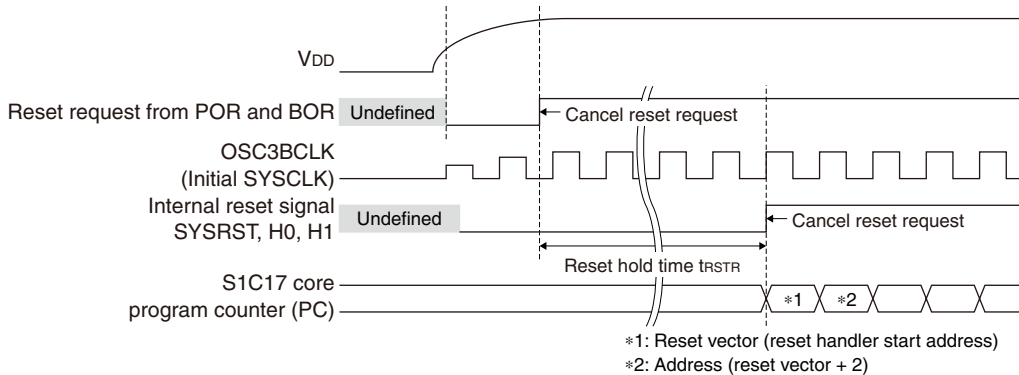 VDD
Reset request from POR and BOR
Undefined
Cancel reset request
OSC3BCLK
(Initial SYSCLK)
Internal reset signal
SYSRST, H0, H1
Undefined
Cancel reset request
Reset hold time tRSTR
S1C17 core
program counter (PC)
*1
*2
*1: Reset vector (reset handler start address)
*2: Address (reset vector + 2)